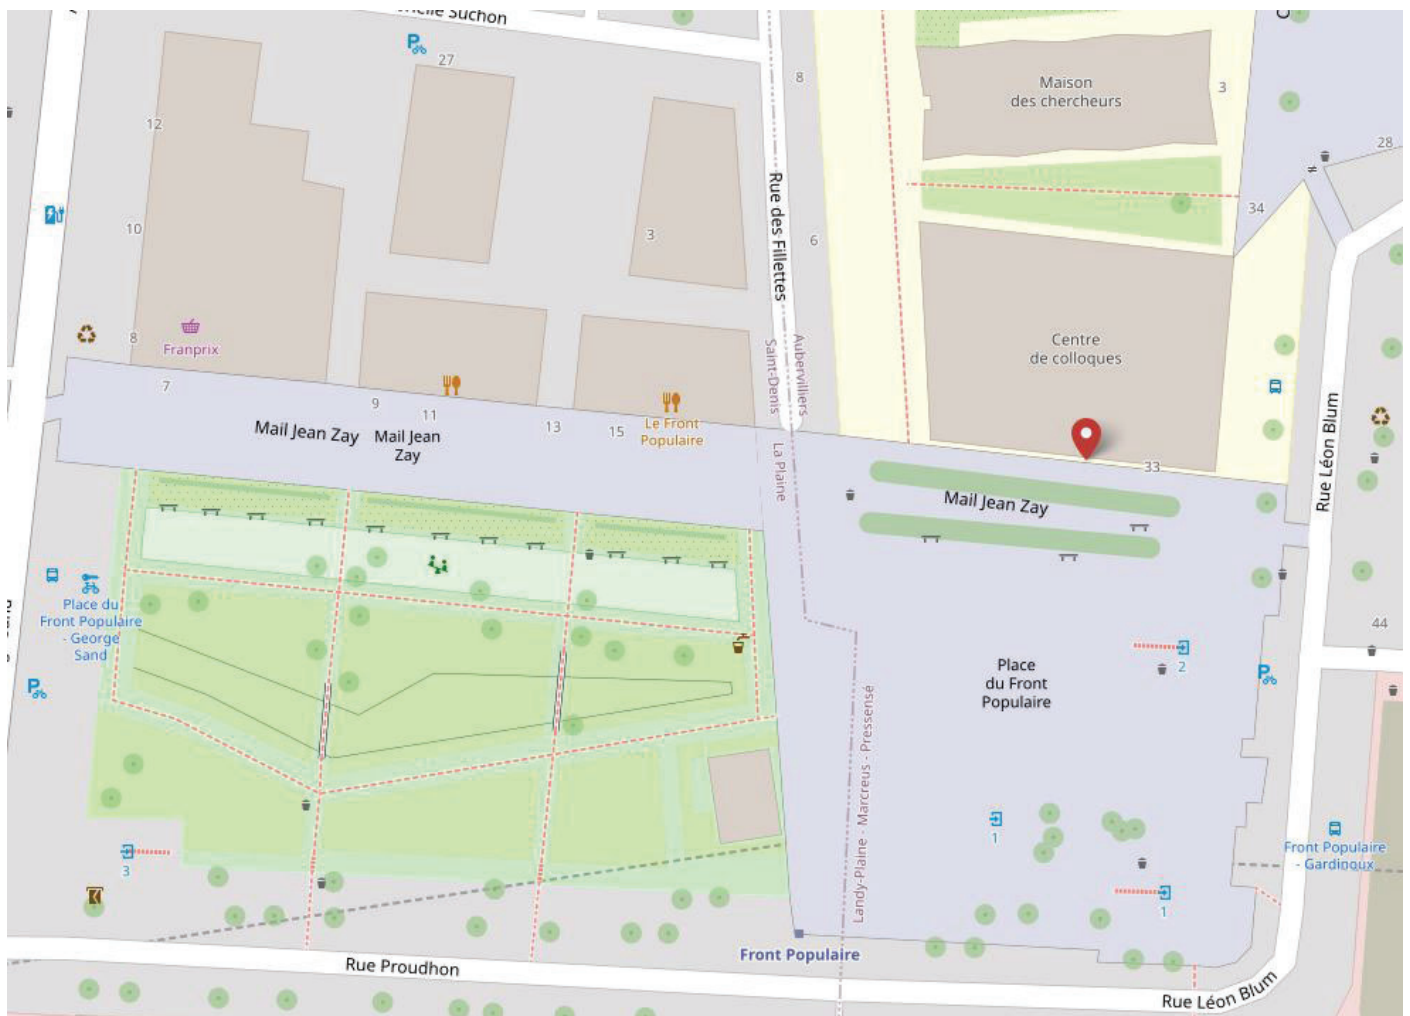 elle Suchon
27
8
Maison
des chercheurs
3
12
28
Rue des Fillettes
34
10
3
6
8
Franprix
Centre
de colloques
Saint-Denis
Aubervilliers
7
9
11
Le Front
Populaire
13
15
Mail Jean Zay
Mail Jean
Zay
La Plaine
33
Mail Jean Zay
Rue Léon Blum
Place du
Front Populaire
- George
Sand
44
2
Place
du Front
Populaire
Landy-Plaine - Marcreux - Pressensé
1
Front Populaire
- Gardinoux
3
1
Front Populaire
Rue Proudhon
Rue Léon Blum